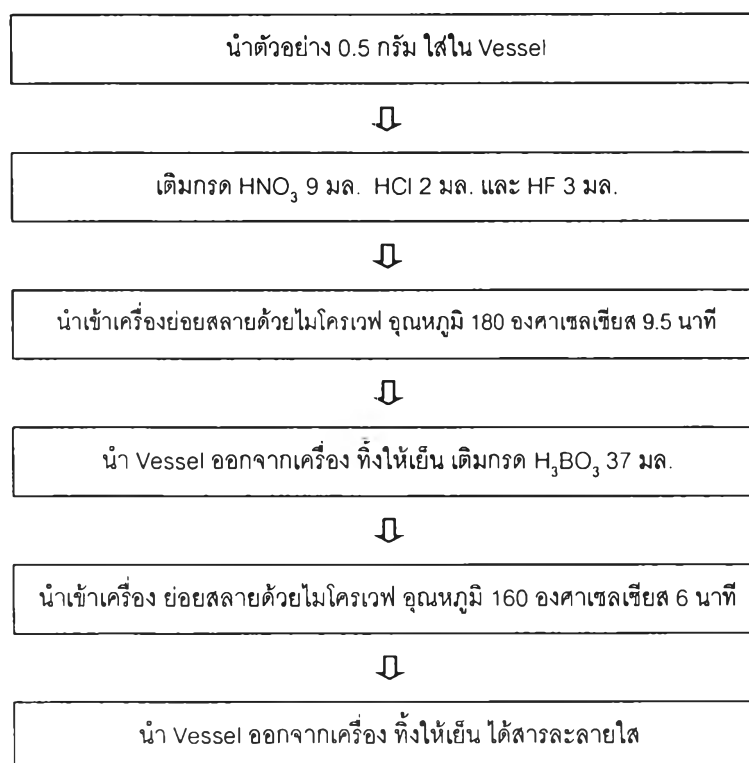 นำตัวอย่าง 0.5 กรัม ใส่ใน Vessel
เติมกรด HNO₃ 9 มล. HCl 2 มล. และ HF 3 มล.
นำเข้าเครื่องย่อยสลายด้วยไมโครเวฟ อุณหภูมิ 180 องศาเซลเซียส 9.5 นาที
นำ Vessel ออกจากเครื่อง ทิ้งให้เย็น เติมกรด H₃BO₃ 37 มล.
นำเข้าเครื่อง ย่อยสลายด้วยไมโครเวฟ อุณหภูมิ 160 องศาเซลเซียส 6 นาที
นำ Vessel ออกจากเครื่อง ทิ้งให้เย็น ได้สารละลายใส